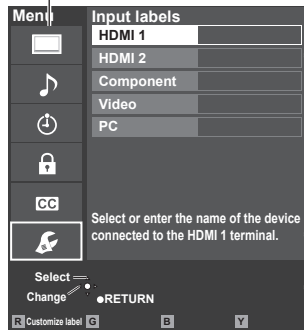 Menu
Input labels
HDMI 1
HDMI 2
Component
Video
PC
CC
Select or enter the name of the device
connected to the HDMI 1 terminal.
Select
Change
RETURN
R Customize label G B Y